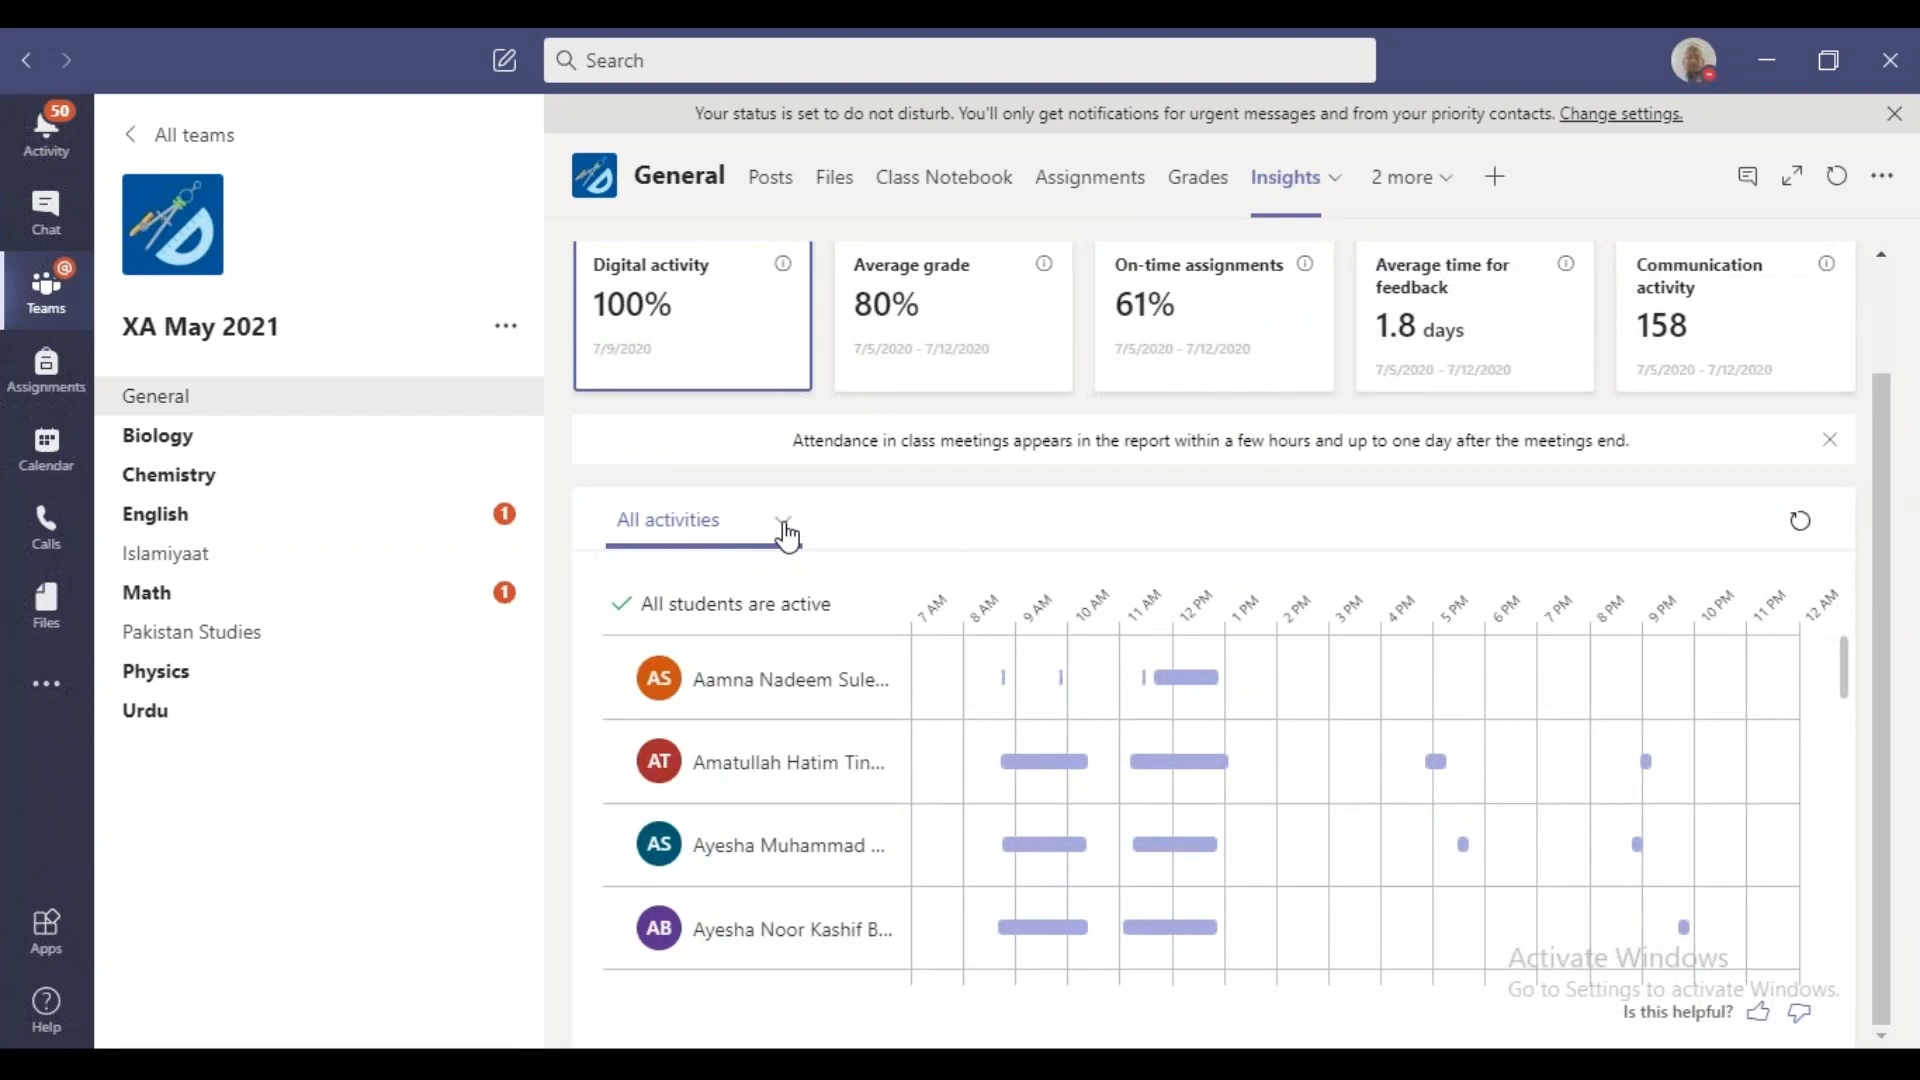 Search
Your status is set to do not disturb. You'll only get notifications for urgent messages and from your priority contacts. Change settings.
50
Activity
Chat
@
Teams
Assignments
Calendar
Calls
Files
Apps
Help
All teams
XA May 2021
General
Biology
Chemistry
English 1
Islamiyaat
Math 1
Pakistan Studies
Physics
Urdu
General Posts Files Class Notebook Assignments Grades Insights 2 more
Digital activity
100%
7/9/2020
Average grade
80%
7/5/2020 - 7/12/2020
On-time assignments
61%
7/5/2020 - 7/12/2020
Average time for
feedback
1.8 days
7/5/2020 - 7/12/2020
Communication
activity
158
7/5/2020 - 7/12/2020
Attendance in class meetings appears in the report within a few hours and up to one day after the meetings end.
All activities
All students are active 7 AM 8 AM 9 AM 10 AM 11 AM 12 PM 1 PM 2 PM 3 PM 4 PM 5 PM 6 PM 7 PM 8 PM 9 PM 10 PM 11 PM 12 AM
AS Aamna Nadeem Sule...
AT Amatullah Hatim Tin...
AS Ayesha Muhammad ...
AB Ayesha Noor Kashif B...
Activate Windows
Go to Settings to activate Windows.
Is this helpful?